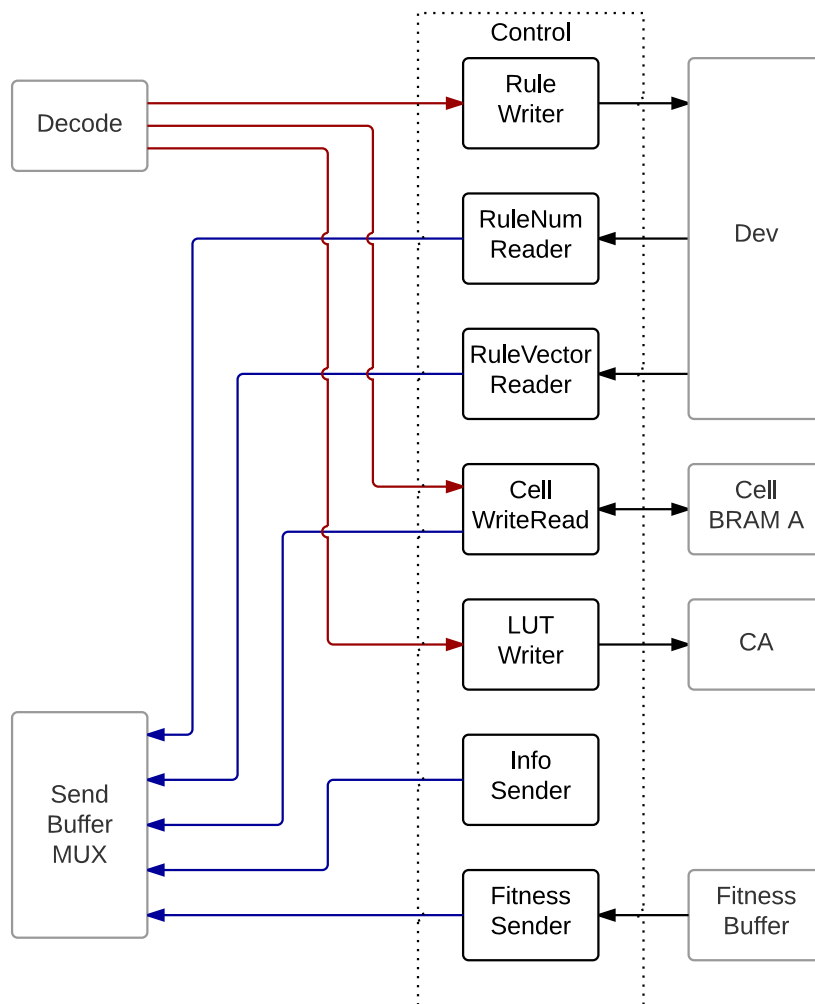 Control
Rule
Writer
Decode
RuleNum
Reader
Dev
RuleVector
Reader
Cell
WriteRead
Cell
BRAM A
LUT
Writer
CA
Info
Sender
Send
Buffer
MUX
Fitness
Sender
Fitness
Buffer